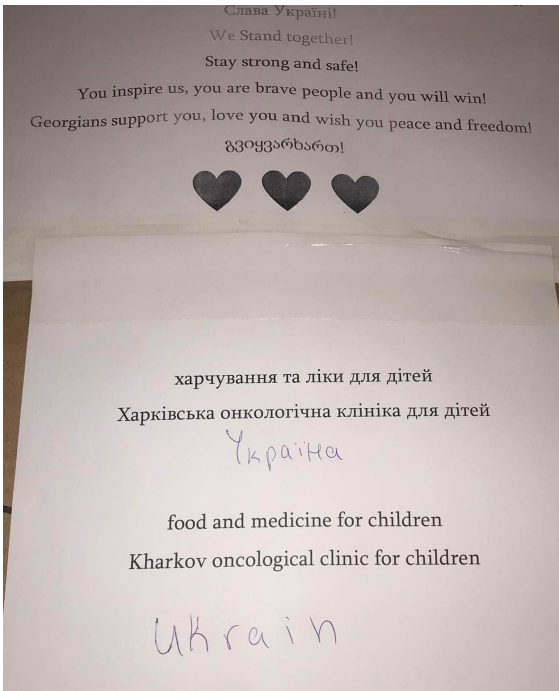 Слава Україні!
We Stand together!
Stay strong and safe!
You inspire us, you are brave people and you will win!
Georgians support you, love you and wish you peace and freedom!
გვიყვარხართ!
харчування та ліки для дітей
Харківська онкологічна клініка для дітей
Україна
food and medicine for children
Kharkov oncological clinic for children
Ukrain